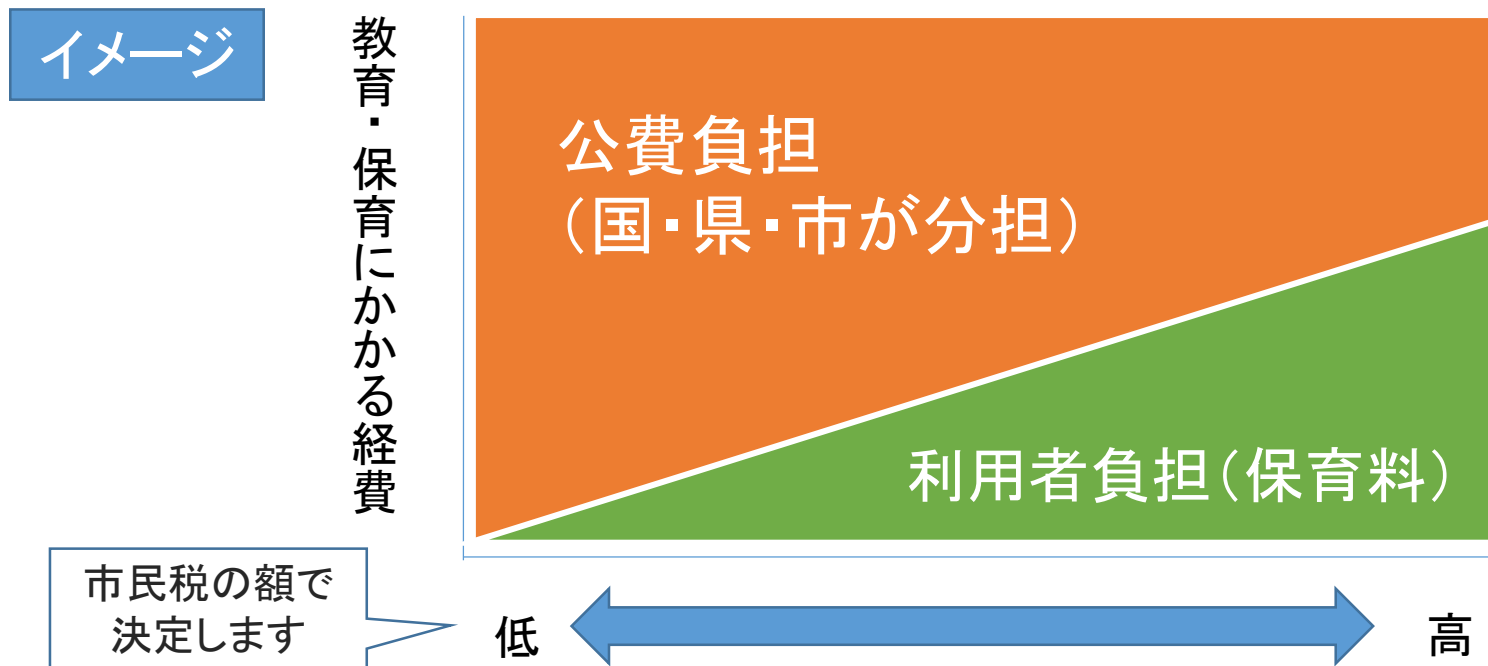 イメージ
教育・保育にかかる経費
公費負担
（国・県・市が分担）
利用者負担（保育料）
市民税の額で
決定します
低
高